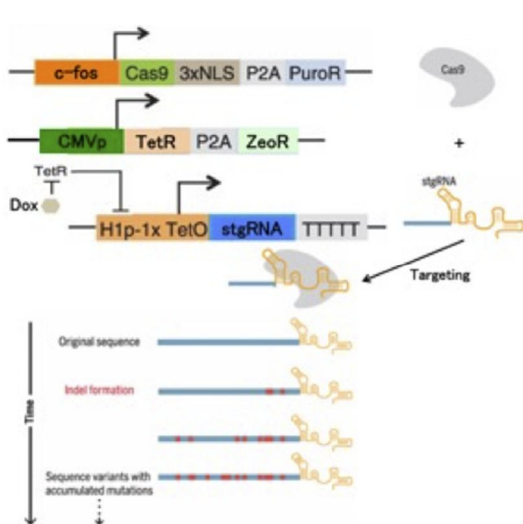 c-fos Cas9 3xNLS P2A PuroR
Cas9
CMVp TetR P2A ZeoR
+
TetR
Dox
stgRNA
H1p-1x TetO stgRNA TTTTT
Targeting
Original sequence
Indel formation
Time
Sequence variants with
accumulated mutations